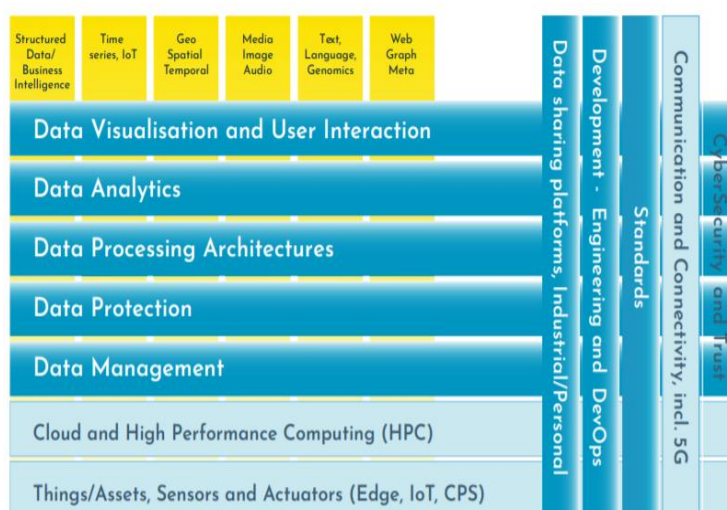 Structured
Data/
Business
Intelligence
Time
series, IoT
Geo
Spatial
Temporal
Media
Image
Audio
Text,
Language,
Genomics
Web
Graph
Meta
Data Visualisation and User Interaction
Data Analytics
Data Processing Architectures
Data Protection
Data Management
Cloud and High Performance Computing (HPC)
Things/Assets, Sensors and Actuators (Edge, IoT, CPS)
Data sharing platforms, Industrial/Personal
Development - Engineering and DevOps
Standards
Communication and Connectivity, incl. 5G
CyberSecurity and Trust